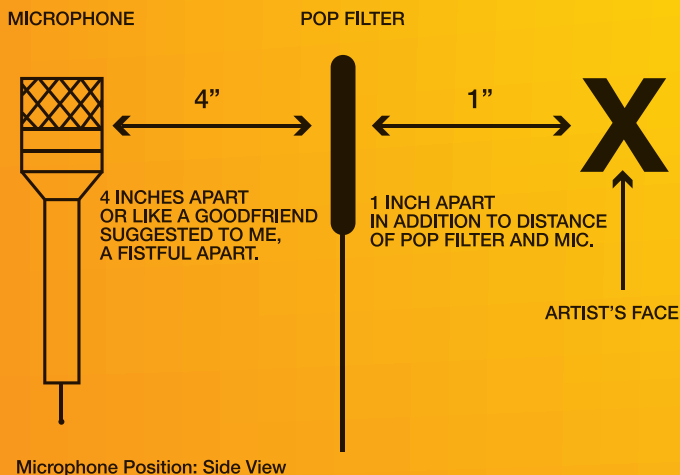 MICROPHONE
POP FILTER
4”
1”
X
4 INCHES APART
OR LIKE A GOODFRIEND
SUGGESTED TO ME,
A FISTFUL APART.
1 INCH APART
IN ADDITION TO DISTANCE
OF POP FILTER AND MIC.
ARTIST’S FACE
Microphone Position: Side View